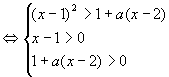 ⇔ { (x-1)² > 1 + a(x-2)
x-1 > 0
1 + a(x-2) > 0